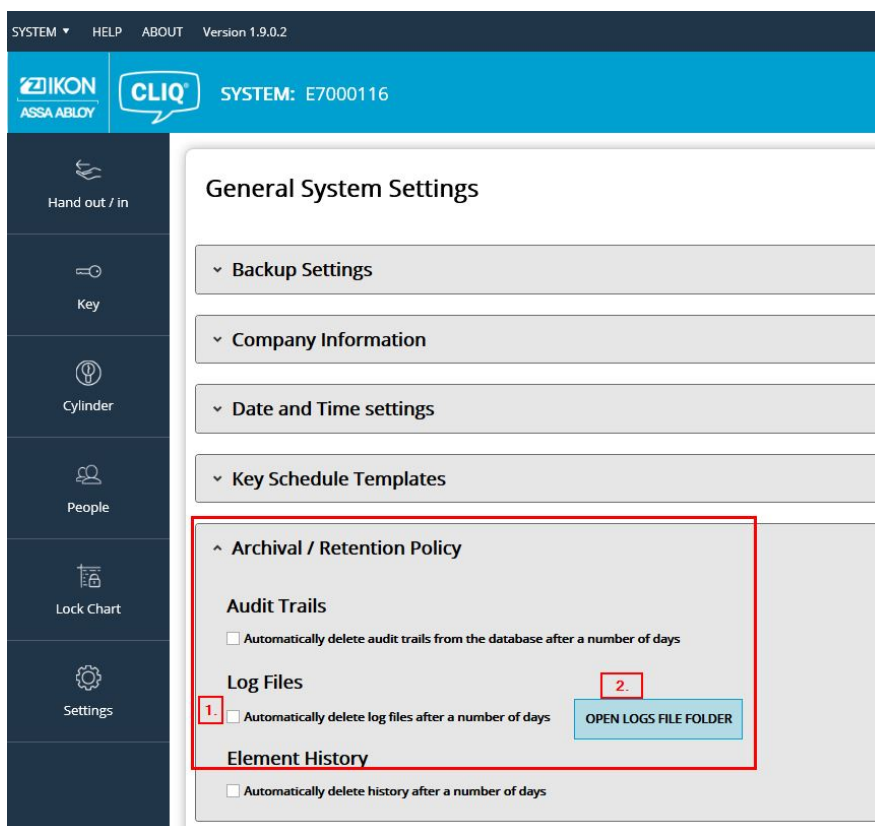 SYSTEM ▼ HELP ABOUT Version 1.9.0.2
IKON
ASSA ABLOY
CLIQ®
SYSTEM: E7000116
Hand out / in
General System Settings
Backup Settings
Key
Company Information
Cylinder
Date and Time settings
People
Key Schedule Templates
Archival / Retention Policy
Lock Chart
Audit Trails
Automatically delete audit trails from the database after a number of days
Settings
Log Files
2.
1.
Automatically delete log files after a number of days
OPEN LOGS FILE FOLDER
Element History
Automatically delete history after a number of days